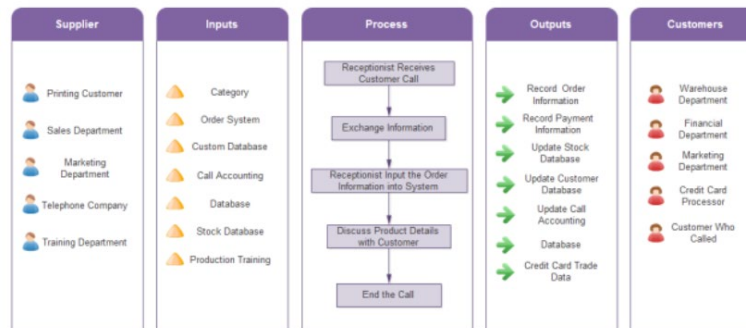 Supplier
Printing Customer
Sales Department
Marketing
Department
Telephone Company
Training Department
Inputs
Category
Order System
Custom Database
Call Accounting
Database
Stock Database
Production Training
Process
Receptionist Receives
Customer Call
Exchange Information
Receptionist Input the Order
Information into System
Discuss Product Details
with Customer
End the Call
Outputs
Record Order
Information
Record Payment
Information
Update Stock
Database
Update Customer
Database
Update Call
Accounting
Database
Credit Card Trade
Data
Customers
Warehouse
Department
Financial
Department
Marketing
Department
Credit Card
Processor
Customer Who
Called